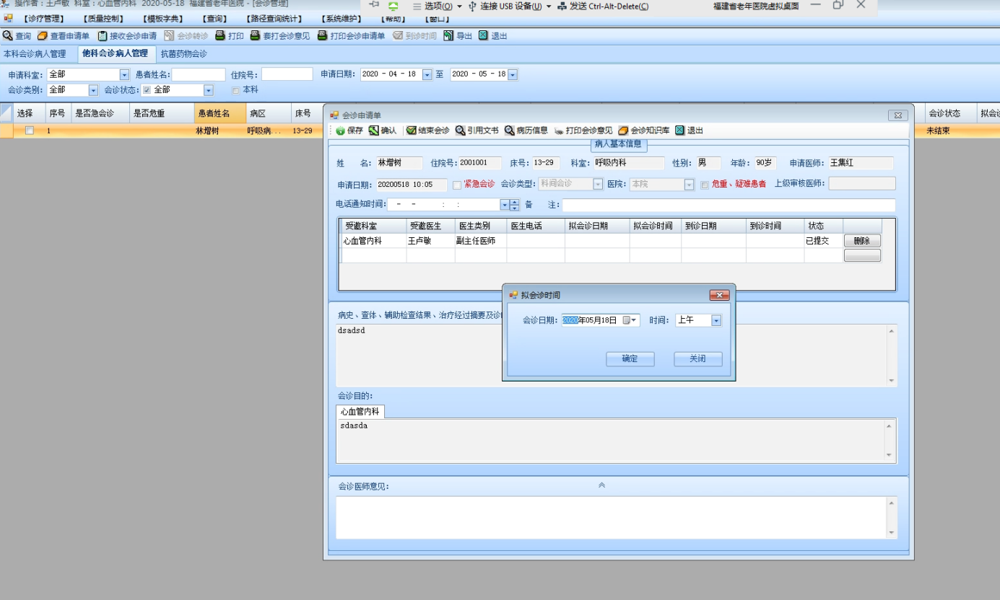 操作者：王卢敏 科室：心血管内科 2020-05-18 福建省老年医院 - [会诊管理]
选项(O) 连接 USB 设备(U) 发送 Ctrl-Alt-Delete(C) 福建省老年医院虚拟桌面
【诊疗管理】 【质量控制】 【模板字典】 【查询】 【路径查询统计】 【系统维护】 【帮助】 【窗口】
查询 查看申请单 接收会诊申请 会诊转诊 打印 套打会诊意见 打印会诊申请单 到诊时间 导出 退出
本科会诊病人管理 他科会诊病人管理 抗菌药物会诊
申请科室: 全部 患者姓名: 住院号: 申请日期: 2020 - 04 - 18 至 2020 - 05 - 18
会诊类别: 全部 会诊状态: 全部 本科
选择 序号 是否急会诊 是否危重 患者姓名 病区 床号 会诊状态 拟会
1 林增树 呼吸病... 13-29 未结束
会诊申请单
保存 确认 结束会诊 引用文书 病历信息 打印会诊意见 会诊知识库 退出
病人基本信息
姓 名: 林增树 住院号: 2001001 床号: 13-29 科室: 呼吸内科 性别: 男 年龄: 90岁 申请医师: 王集红
申请日期: 20200518 10:05 紧急会诊 会诊类型: 科间会诊 医院: 本院 危重、疑难患者 上级审核医师:
电话通知时间: - - : : 备 注:
受邀科室 受邀医生 医生类别 医生电话 拟会诊日期 拟会诊时间 到诊日期 到诊时间 状态
心血管内科 王卢敏 副主任医师 已提交 删除
拟会诊时间
会诊日期: 2020年05月18日 时间: 上午
确定 关闭
病史、查体、辅助检查结果、治疗经过摘要及诊
dsadsd
会诊目的:
心血管内科
sdasda
会诊医师意见: